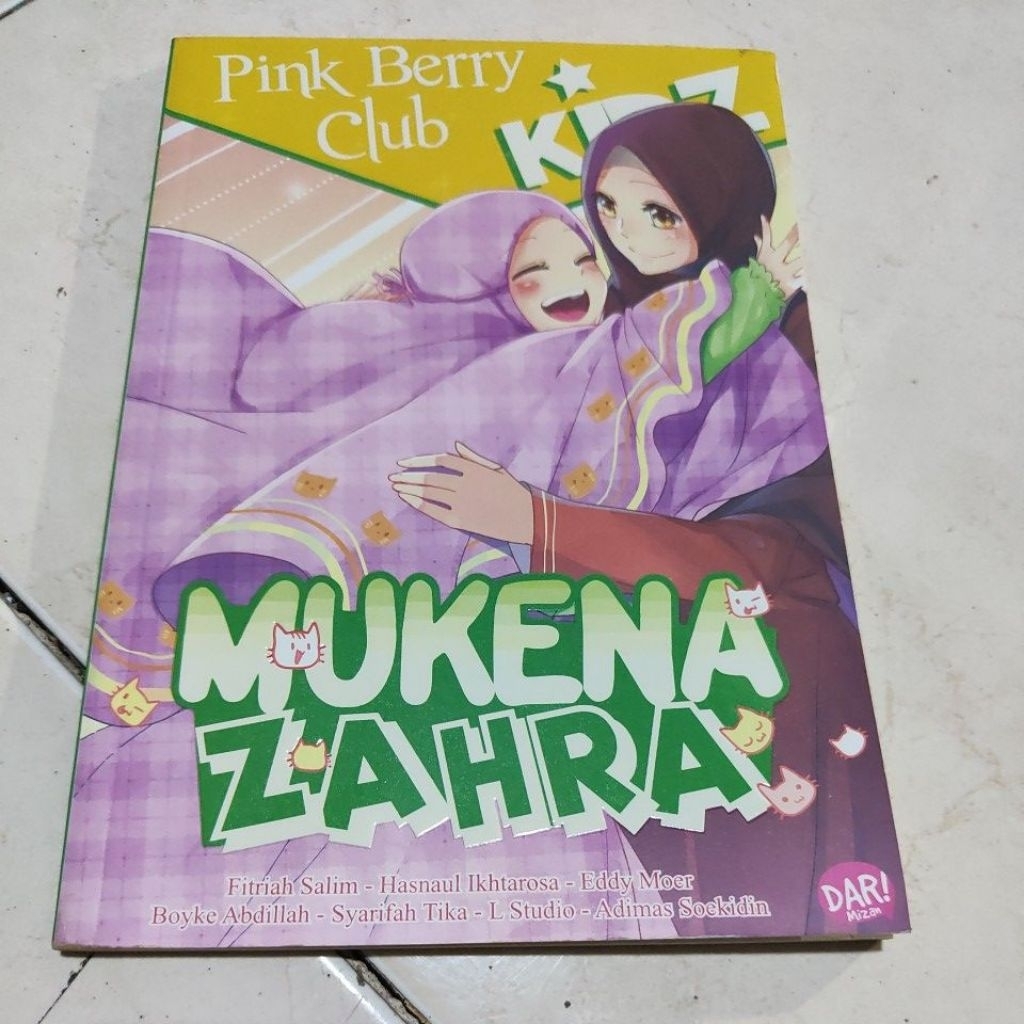 Pink Berry
Club
KIDZ
MUKENA
ZAHRA
Fitriah Salim - Hasnaul Ikhtarosa - Eddy Moer
Boyke Abdillah - Syarifah Tika - L Studio - Adimas Soekidin
DAR!
Mizan